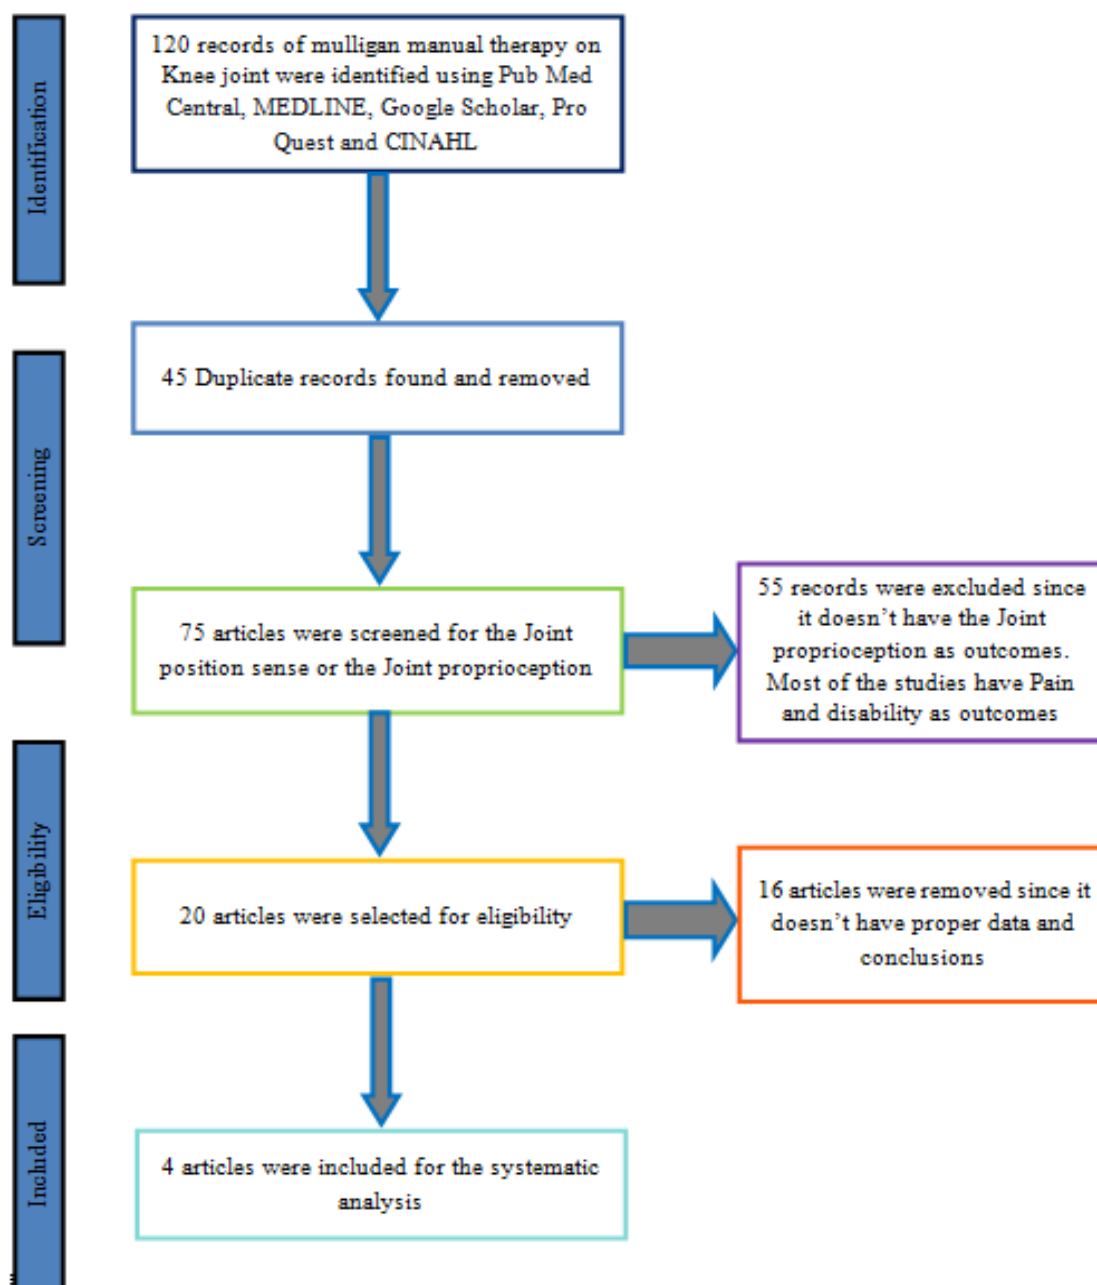 Identification
120 records of mulligan manual therapy on
Knee joint were identified using Pub Med
Central, MEDLINE, Google Scholar, Pro
Quest and CINAHL
Screening
45 Duplicate records found and removed
75 articles were screened for the Joint
position sense or the Joint proprioception
55 records were excluded since
it doesn't have the Joint
proprioception as outcomes.
Most of the studies have Pain
and disability as outcomes
Eligibility
20 articles were selected for eligibility
16 articles were removed since it
doesn't have proper data and
conclusions
Included
4 articles were included for the systematic
analysis